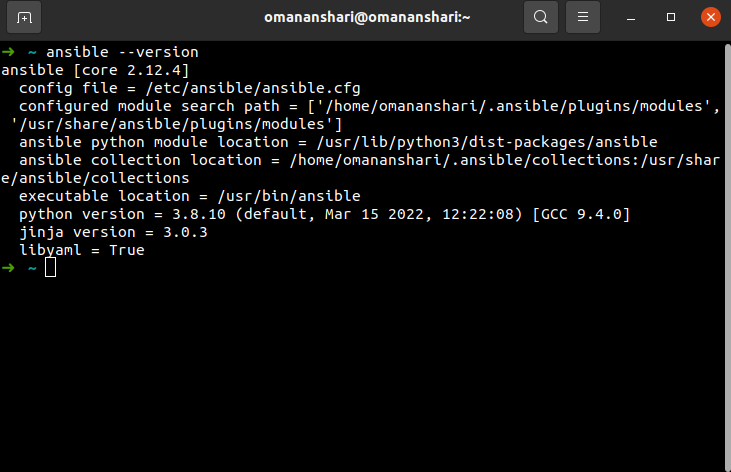 omananshari@omananshari:~
➜ ~ ansible --version
ansible [core 2.12.4]
  config file = /etc/ansible/ansible.cfg
  configured module search path = ['/home/omananshari/.ansible/plugins/modules',
 '/usr/share/ansible/plugins/modules']
  ansible python module location = /usr/lib/python3/dist-packages/ansible
  ansible collection location = /home/omananshari/.ansible/collections:/usr/shar
e/ansible/collections
  executable location = /usr/bin/ansible
  python version = 3.8.10 (default, Mar 15 2022, 12:22:08) [GCC 9.4.0]
  jinja version = 3.0.3
  libyaml = True
➜ ~